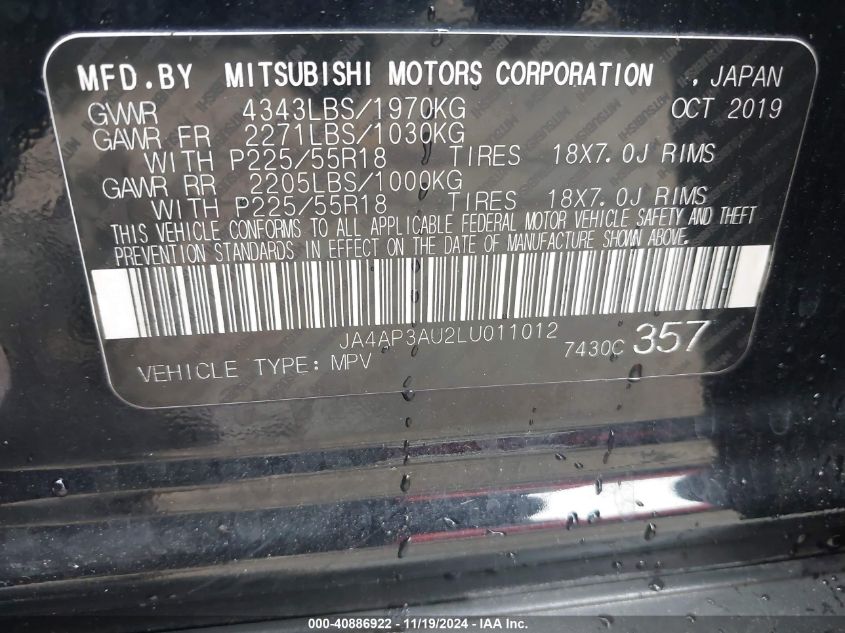 MFD.BY MITSUBISHI MOTORS CORPORATION , JAPAN
GVWR 4343LBS/1970KG OCT 2019
GAWR FR 2271LBS/1030KG
WITH P225/55R18 TIRES 18X7.0J RIMS
GAWR RR 2205LBS/1000KG
WITH P225/55R18 TIRES 18X7.0J RIMS
THIS VEHICLE CONFORMS TO ALL APPLICABLE FEDERAL MOTOR VEHICLE SAFETY AND THEFT
PREVENTION STANDARDS IN EFFECT ON THE DATE OF MANUFACTURE SHOWN ABOVE.
JA4AP3AU2LU011012
VEHICLE TYPE: MPV 7430C 357
000-40886922 - 11/19/2024 - IAA Inc.